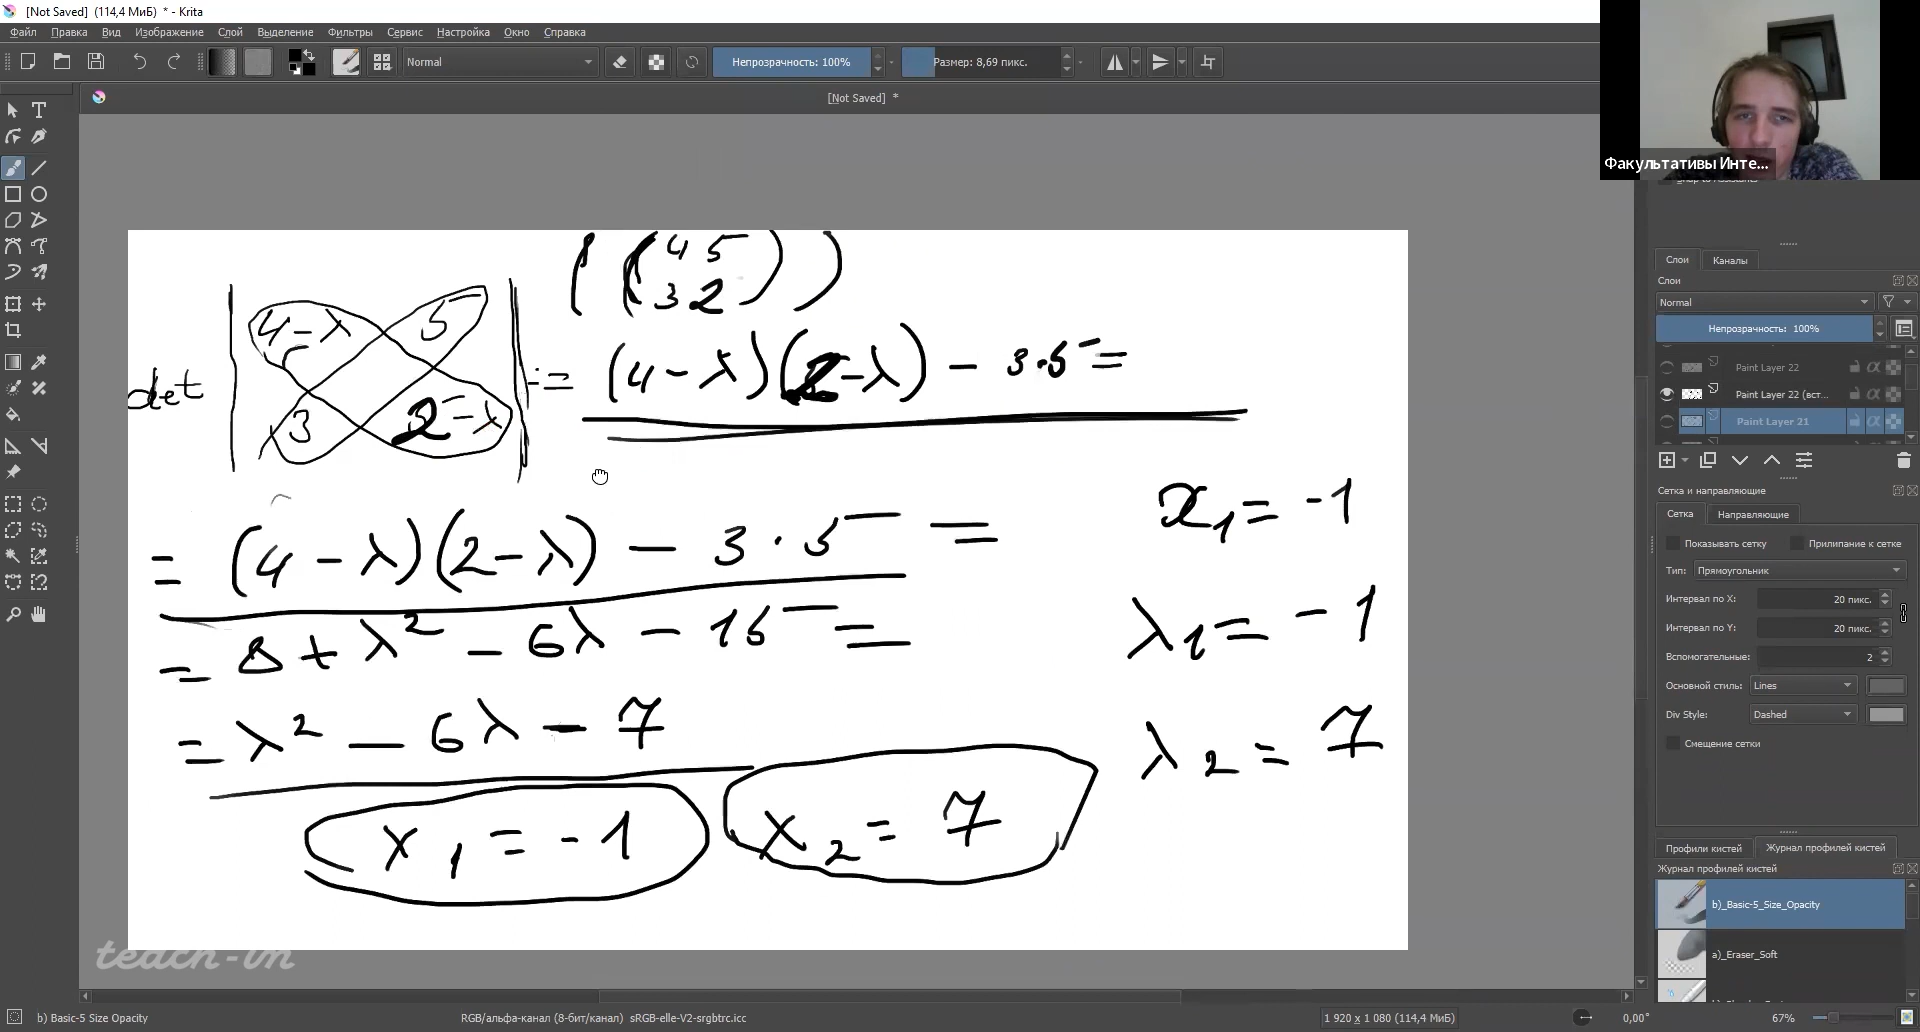 [Not Saved] (114,4 МиБ) * - Krita
Файл Правка Вид Изображение Слой Выделение Фильтры Сервис Настройка Окно Справка
Normal Непрозрачность: 100% Размер: 8,69 пикс.
[Not Saved] *
Факультативы Инте...
( ( 4 5
3 2 ) )
det | 4-λ 5
3 2-λ | = (4-λ)(2-λ) - 3·5 =
= (4-λ)(2-λ) - 3·5 =
= 8 + λ² - 6λ - 15 =
= λ² - 6λ - 7
x₁ = -1 x₂ = 7
x₁ = -1
λ₁ = -1
λ₂ = 7
teach-in
Слои Каналы
Слои
Normal
Непрозрачность: 100%
Paint Layer 22
Paint Layer 22 (вст...
Paint Layer 21
Сетка и направляющие
Сетка Направляющие
Показывать сетку Прилипание к сетке
Тип: Прямоугольник
Интервал по X: 20 пикс.
Интервал по Y: 20 пикс.
Вспомогательные: 2
Основной стиль: Lines
Div Style: Dashed
Смещение сетки
Профили кистей Журнал профилей кистей
Журнал профилей кистей
b)_Basic-5_Size_Opacity
a)_Eraser_Soft
b) Basic-5 Size Opacity RGB/альфа-канал (8-бит/канал) sRGB-elle-V2-srgbtrc.icc 1 920 x 1 080 (114,4 МиБ) 0,00° 67%